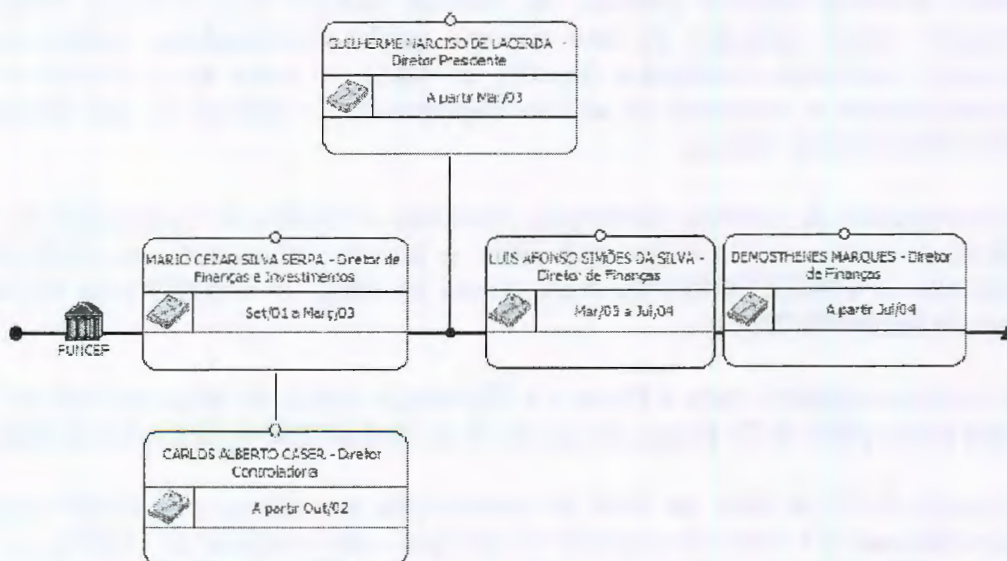 GUILHERME NARCISO DE LACERDA -
Diretor Presidente
A partir Mar/03
MARIO CEZAR SILVA SERPA - Diretor de
Finanças e Investimentos
Set/01 a Març/03
LUIS AFONSO SIMÕES DA SILVA -
Diretor de Finanças
Mar/03 a Jul/04
DEMOSTHENES MARQUES - Diretor
de Finanças
A partir Jul/04
FUNCEF
CARLOS ALBERTO CASER - Diretor
Controladoria
A partir Out/02